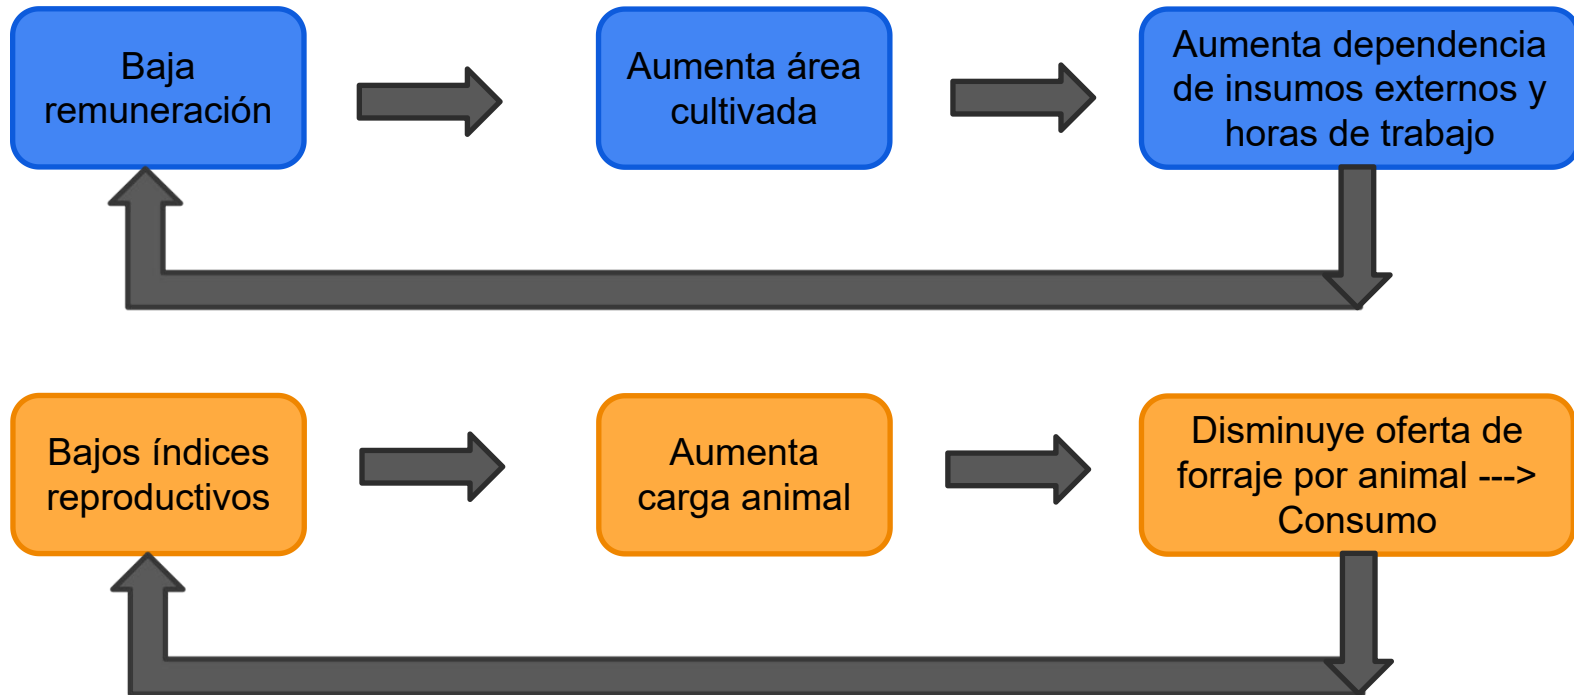 Baja
remuneración
Aumenta área
cultivada
Aumenta dependencia
de insumos externos y
horas de trabajo
Bajos índices
reproductivos
Aumenta
carga animal
Disminuye oferta de
forraje por animal --->
Consumo